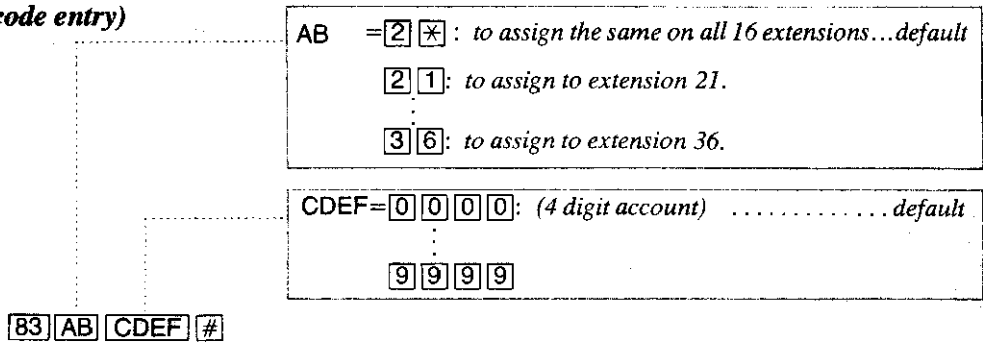 code entry)
AB =2 * : to assign the same on all 16 extensions...default
2 1: to assign to extension 21.
3 6: to assign to extension 36.
CDEF=0 0 0 0: (4 digit account) .............default
9 9 9 9
83 AB CDEF #